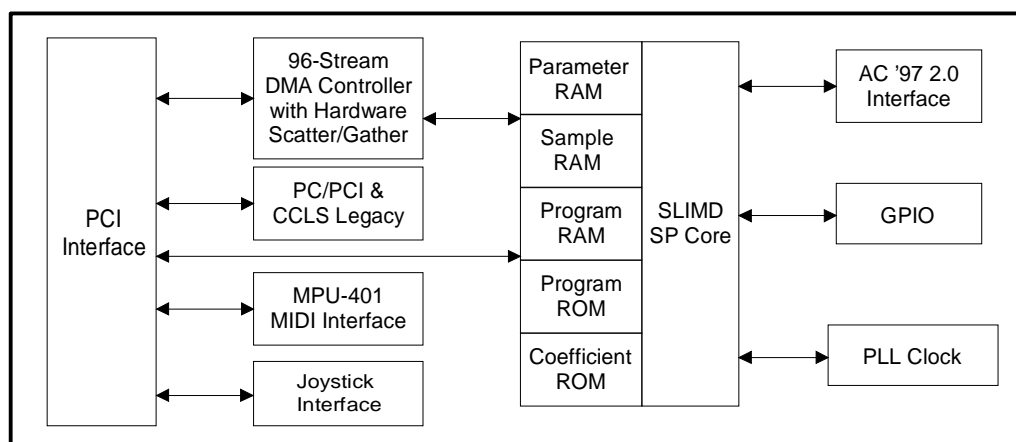 PCI
Interface
96-Stream
DMA Controller
with Hardware
Scatter/Gather
PC/PCI &
CCLS Legacy
MPU-401
MIDI Interface
Joystick
Interface
Parameter
RAM
Sample
RAM
Program
RAM
Program
ROM
Coefficient
ROM
SLIMD
SP Core
AC '97 2.0
Interface
GPIO
PLL Clock